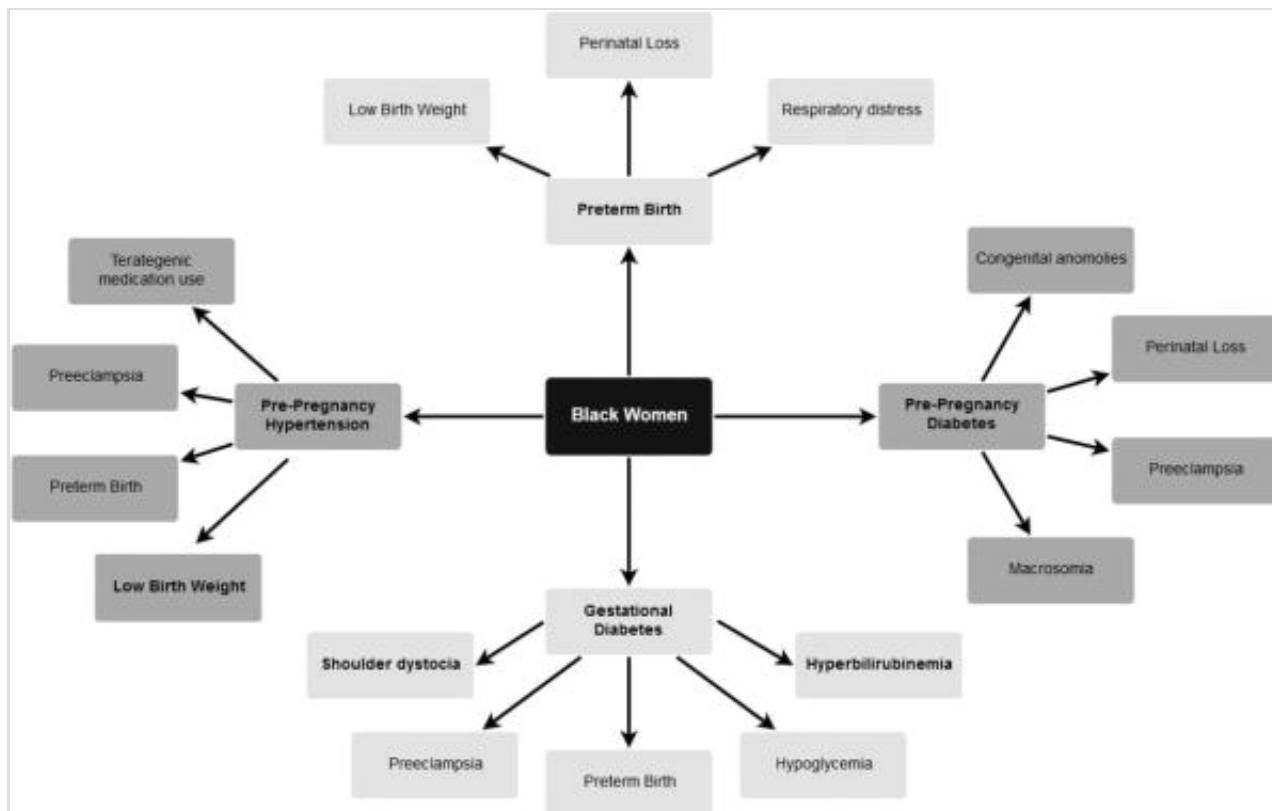 Perinatal Loss
Low Birth Weight
Respiratory distress
Preterm Birth
Terategenic
medication use
Congenital anomolies
Preeclampsia
Perinatal Loss
Pre-Pregnancy
Hypertension
Black Women
Pre-Pregnancy
Diabetes
Preterm Birth
Preeclampsia
Low Birth Weight
Macrosomia
Gestational
Diabetes
Shoulder dystocia
Hyperbilirubinemia
Preeclampsia
Preterm Birth
Hypoglycemia